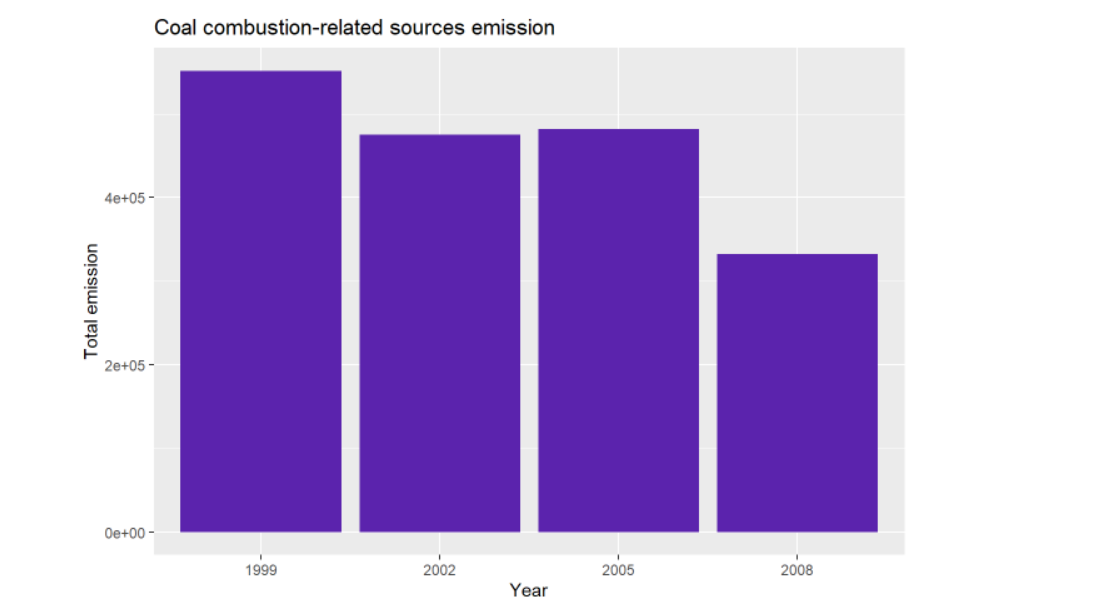 Coal combustion-related sources emission
4e+05
2e+05
0e+00
Total emission
1999 2002 2005 2008
Year